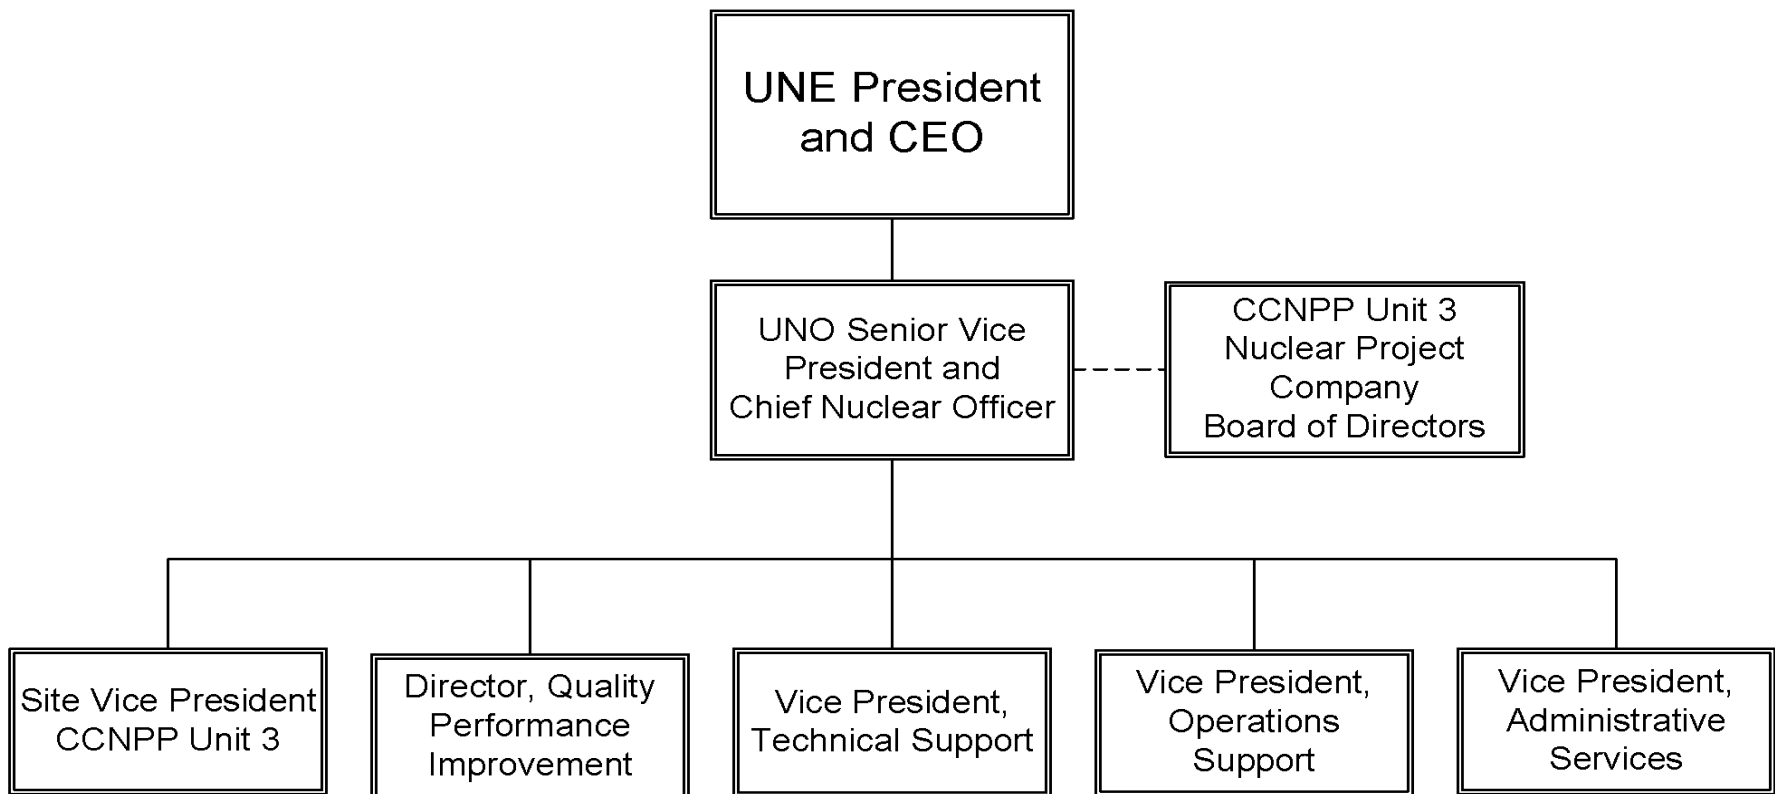 UNE President
and CEO
UNO Senior Vice
President and
Chief Nuclear Officer
CCNPP Unit 3
Nuclear Project
Company
Board of Directors
Site Vice President
CCNPP Unit 3
Director, Quality
Performance
Improvement
Vice President,
Technical Support
Vice President,
Operations
Support
Vice President,
Administrative
Services